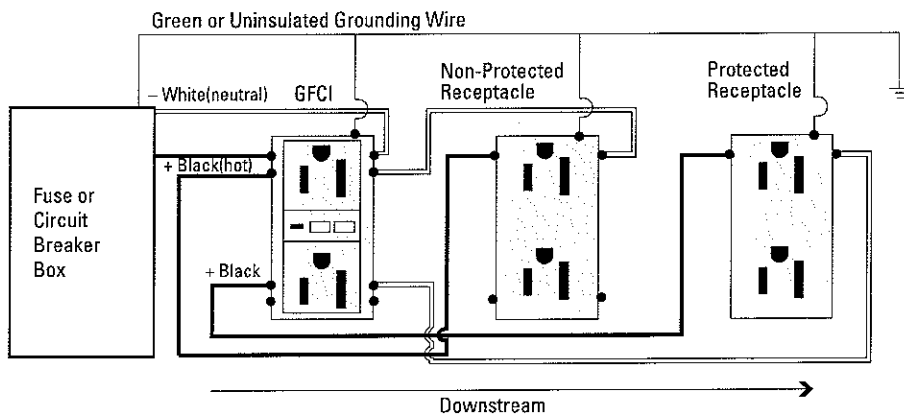 Green or Uninsulated Grounding Wire
– White(neutral)
GFCI
Non-Protected
Receptacle
Protected
Receptacle
+ Black(hot)
Fuse or
Circuit
Breaker
Box
+ Black
Downstream